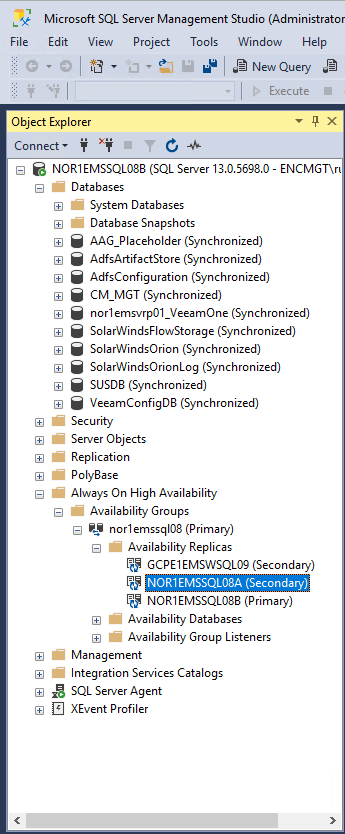 Microsoft SQL Server Management Studio (Administrator
File Edit View Project Tools Window Help
New Query
Execute
Object Explorer
Connect
NOR1EMSSQL08B (SQL Server 13.0.5698.0 - ENCMGT\ru
Databases
System Databases
Database Snapshots
AAG_Placeholder (Synchronized)
AdfsArtifactStore (Synchronized)
AdfsConfiguration (Synchronized)
CM_MGT (Synchronized)
nor1emsvrp01_VeeamOne (Synchronized)
SolarWindsFlowStorage (Synchronized)
SolarWindsOrion (Synchronized)
SolarWindsOrionLog (Synchronized)
SUSDB (Synchronized)
VeeamConfigDB (Synchronized)
Security
Server Objects
Replication
PolyBase
Always On High Availability
Availability Groups
nor1emssql08 (Primary)
Availability Replicas
GCPE1EMSWSQL09 (Secondary)
NOR1EMSSQL08A (Secondary)
NOR1EMSSQL08B (Primary)
Availability Databases
Availability Group Listeners
Management
Integration Services Catalogs
SQL Server Agent
XEvent Profiler